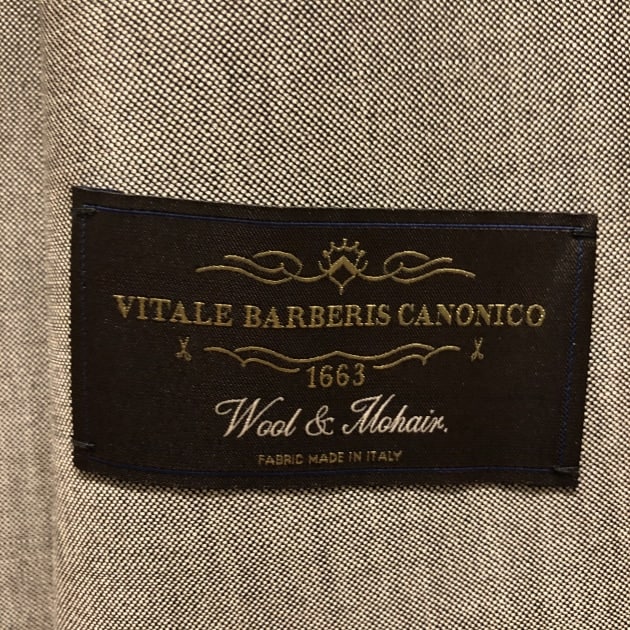 VITALE BARBERIS CANONICO
1663
Wool & Mohair.
FABRIC MADE IN ITALY